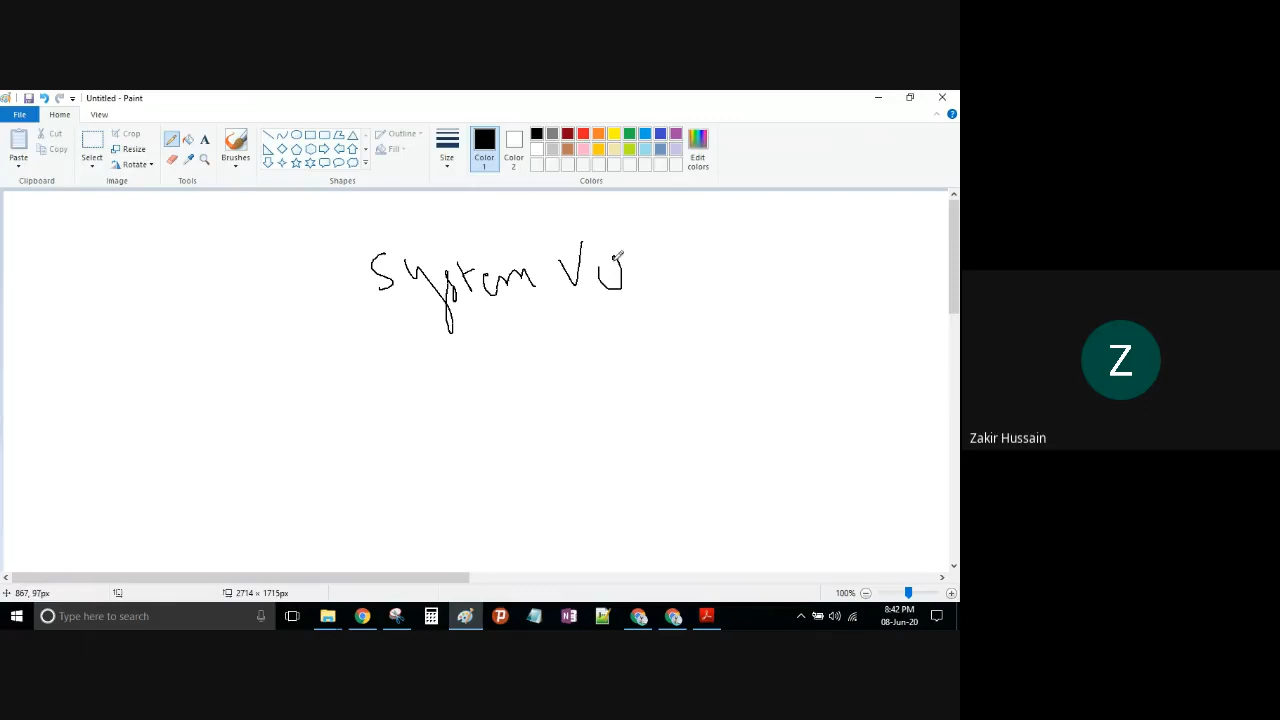 Untitled - Paint
File Home View
Paste Cut Copy Clipboard
Select Crop Resize Rotate Image
Tools
Brushes
Shapes Outline Fill
Size
Color 1 Color 2 Edit colors Colors
System
867, 97px 2714 × 1715px 100%
Type here to search
8:42 PM
08-Jun-20
Z
Zakir Hussain